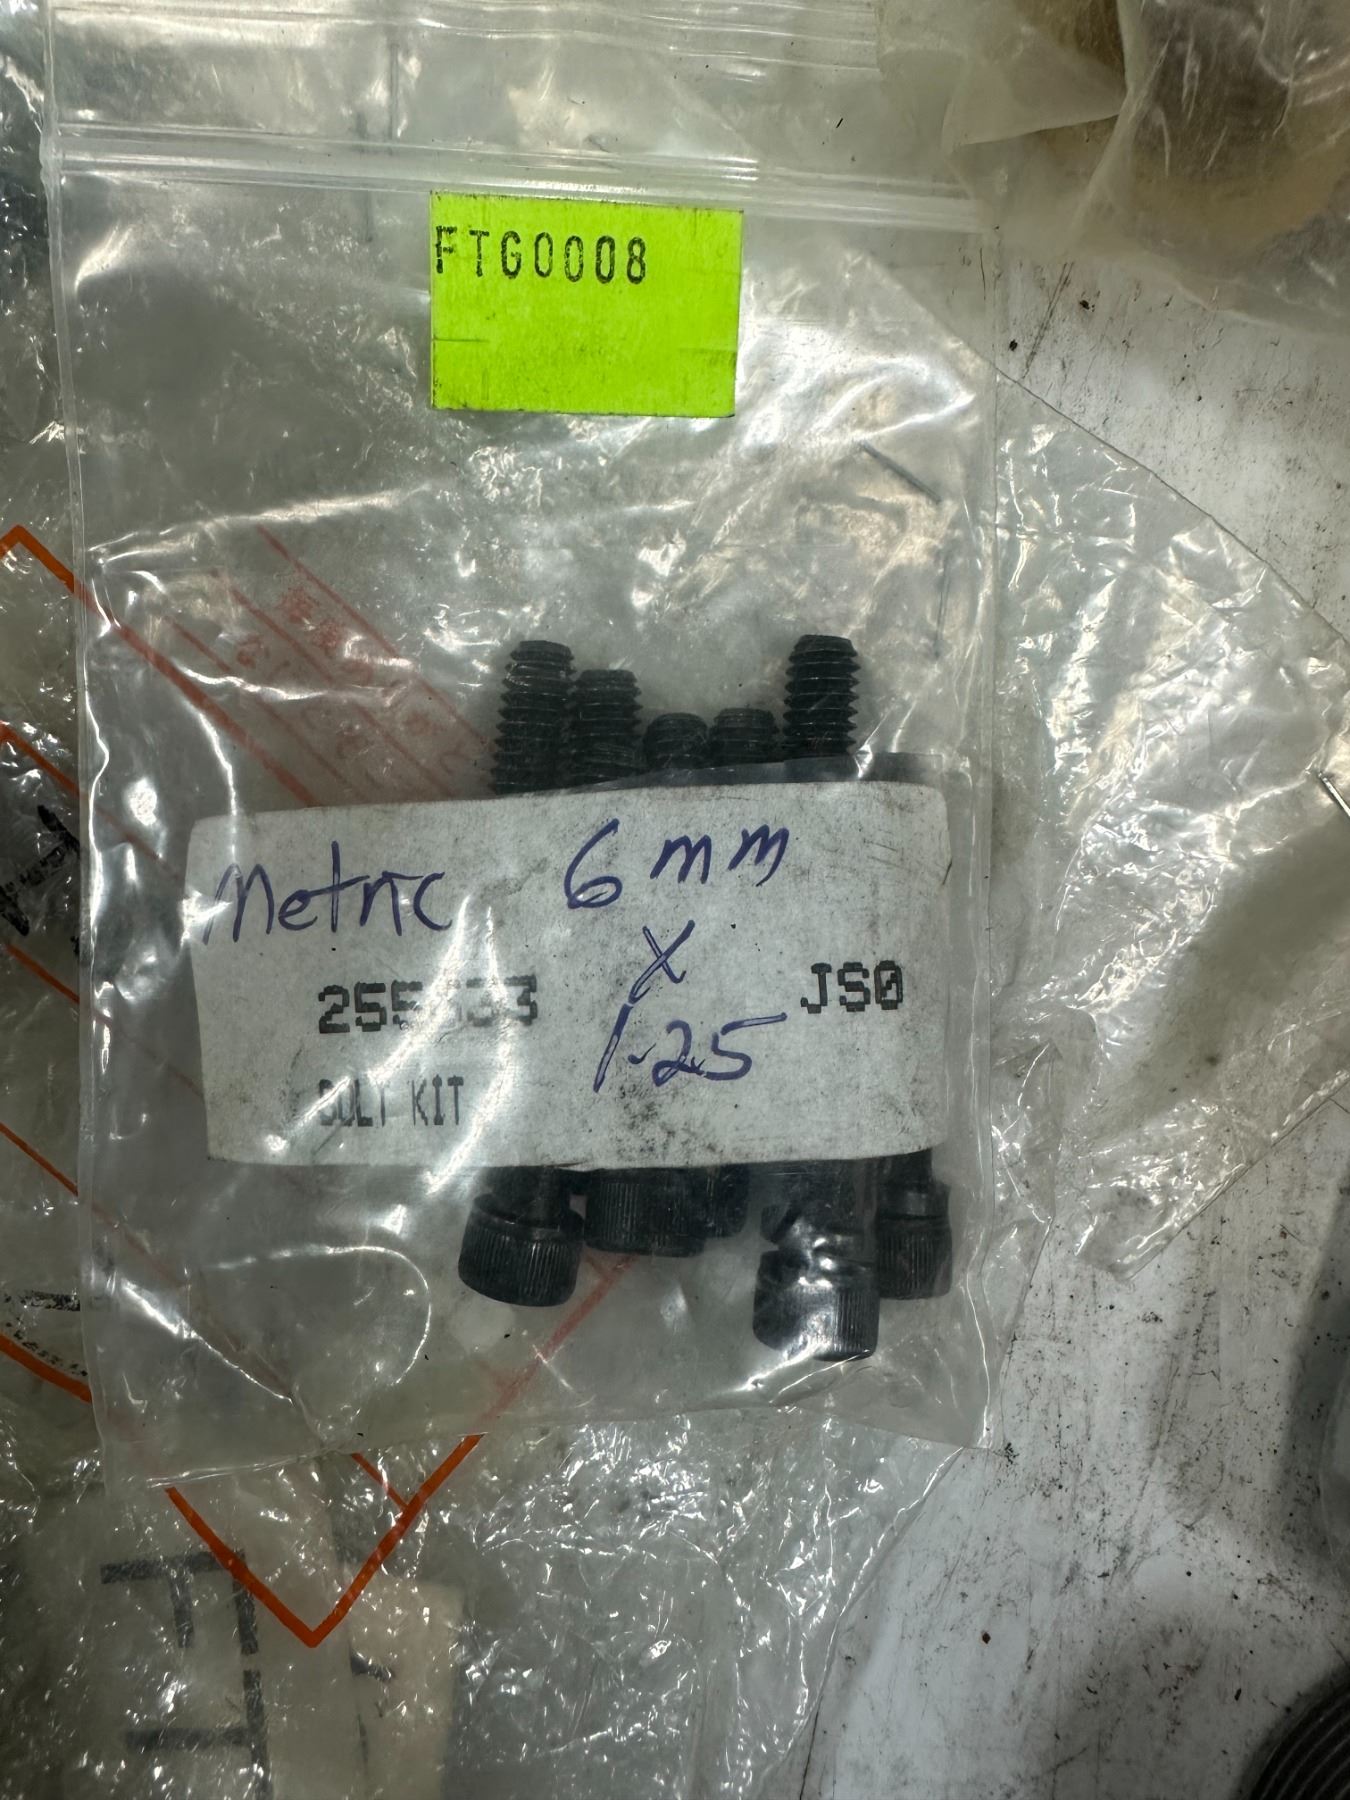 FTG0008
Metric 6mm
x
1.25
JS0
BOLT KIT